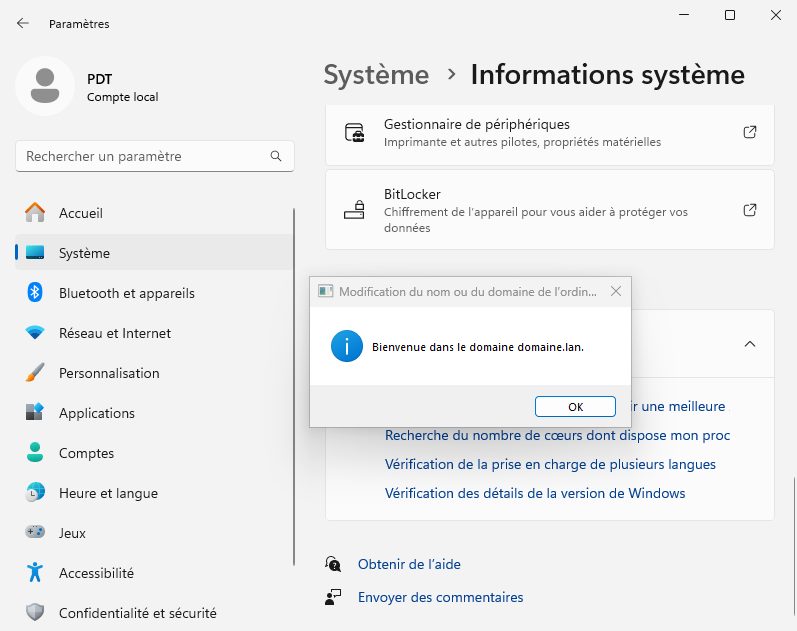 Paramètres
PDT
Compte local
Rechercher un paramètre
Accueil
Système
Bluetooth et appareils
Réseau et Internet
Personnalisation
Applications
Comptes
Heure et langue
Jeux
Accessibilité
Confidentialité et sécurité
Système > Informations système
Gestionnaire de périphériques
Imprimante et autres pilotes, propriétés matérielles
BitLocker
Chiffrement de l'appareil pour vous aider à protéger vos
données
Modification du nom ou du domaine de l'ordin...
Bienvenue dans le domaine domaine.lan.
OK
ir une meilleure
Recherche du nombre de cœurs dont dispose mon proc
Vérification de la prise en charge de plusieurs langues
Vérification des détails de la version de Windows
Obtenir de l'aide
Envoyer des commentaires